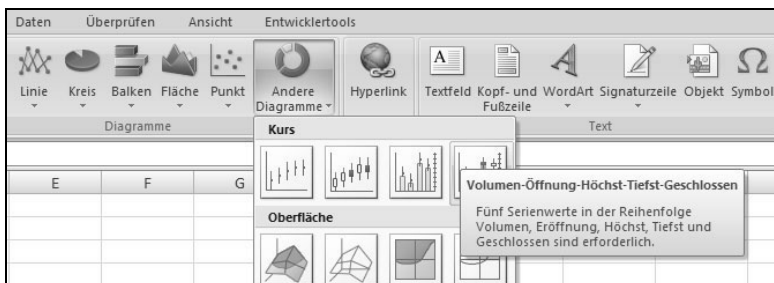 Daten Überprüfen Ansicht Entwicklertools
Linie Kreis Balken Fläche Punkt Andere Diagramme Hyperlink Textfeld Kopf- und Fußzeile WordArt Signaturzeile Objekt Symbol
Diagramme Text
Kurs
E F G
Volumen-Öffnung-Höchst-Tiefst-Geschlossen
Fünf Serienwerte in der Reihenfolge
Volumen, Eröffnung, Höchst, Tiefst und
Geschlossen sind erforderlich.
Oberfläche